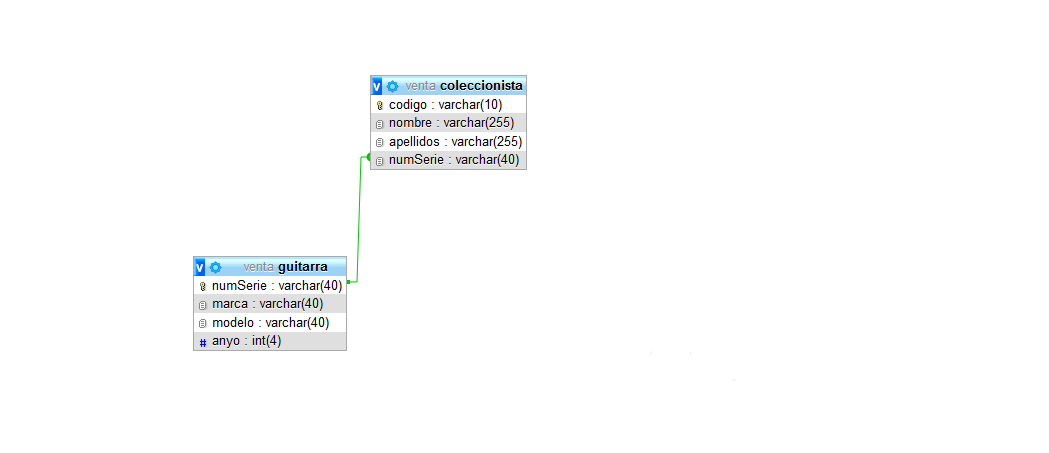 v venta coleccionista
codigo : varchar(10)
nombre : varchar(255)
apellidos : varchar(255)
numSerie : varchar(40)
v venta guitarra
numSerie : varchar(40)
marca : varchar(40)
modelo : varchar(40)
# anyo : int(4)